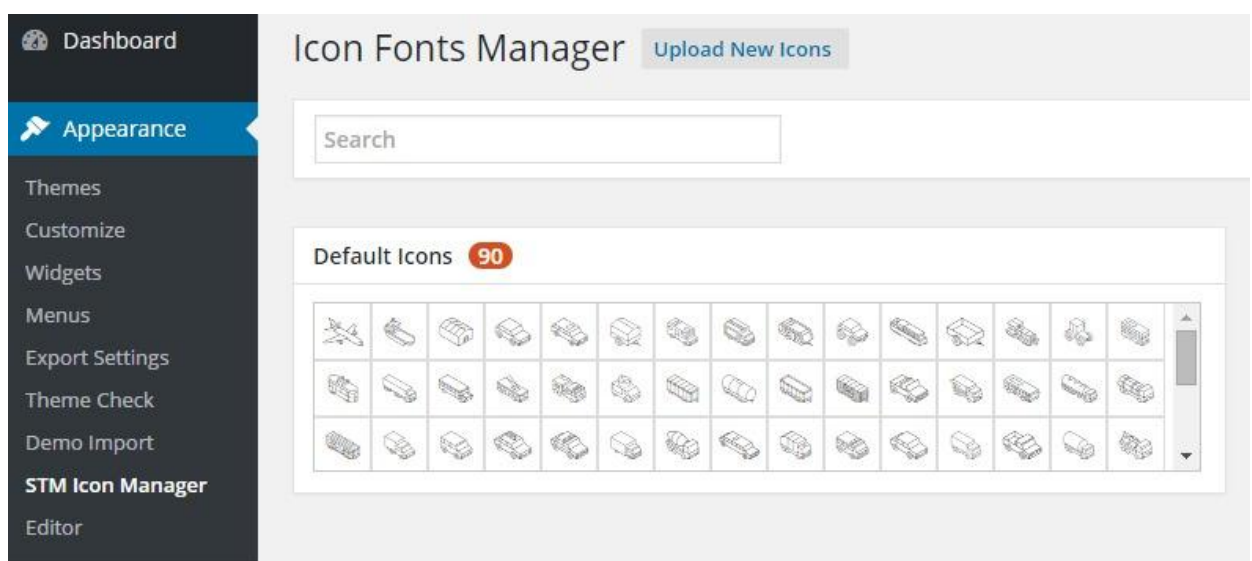 Dashboard
Appearance
Themes
Customize
Widgets
Menus
Export Settings
Theme Check
Demo Import
STM Icon Manager
Editor
Icon Fonts Manager Upload New Icons
Search
Default Icons 90